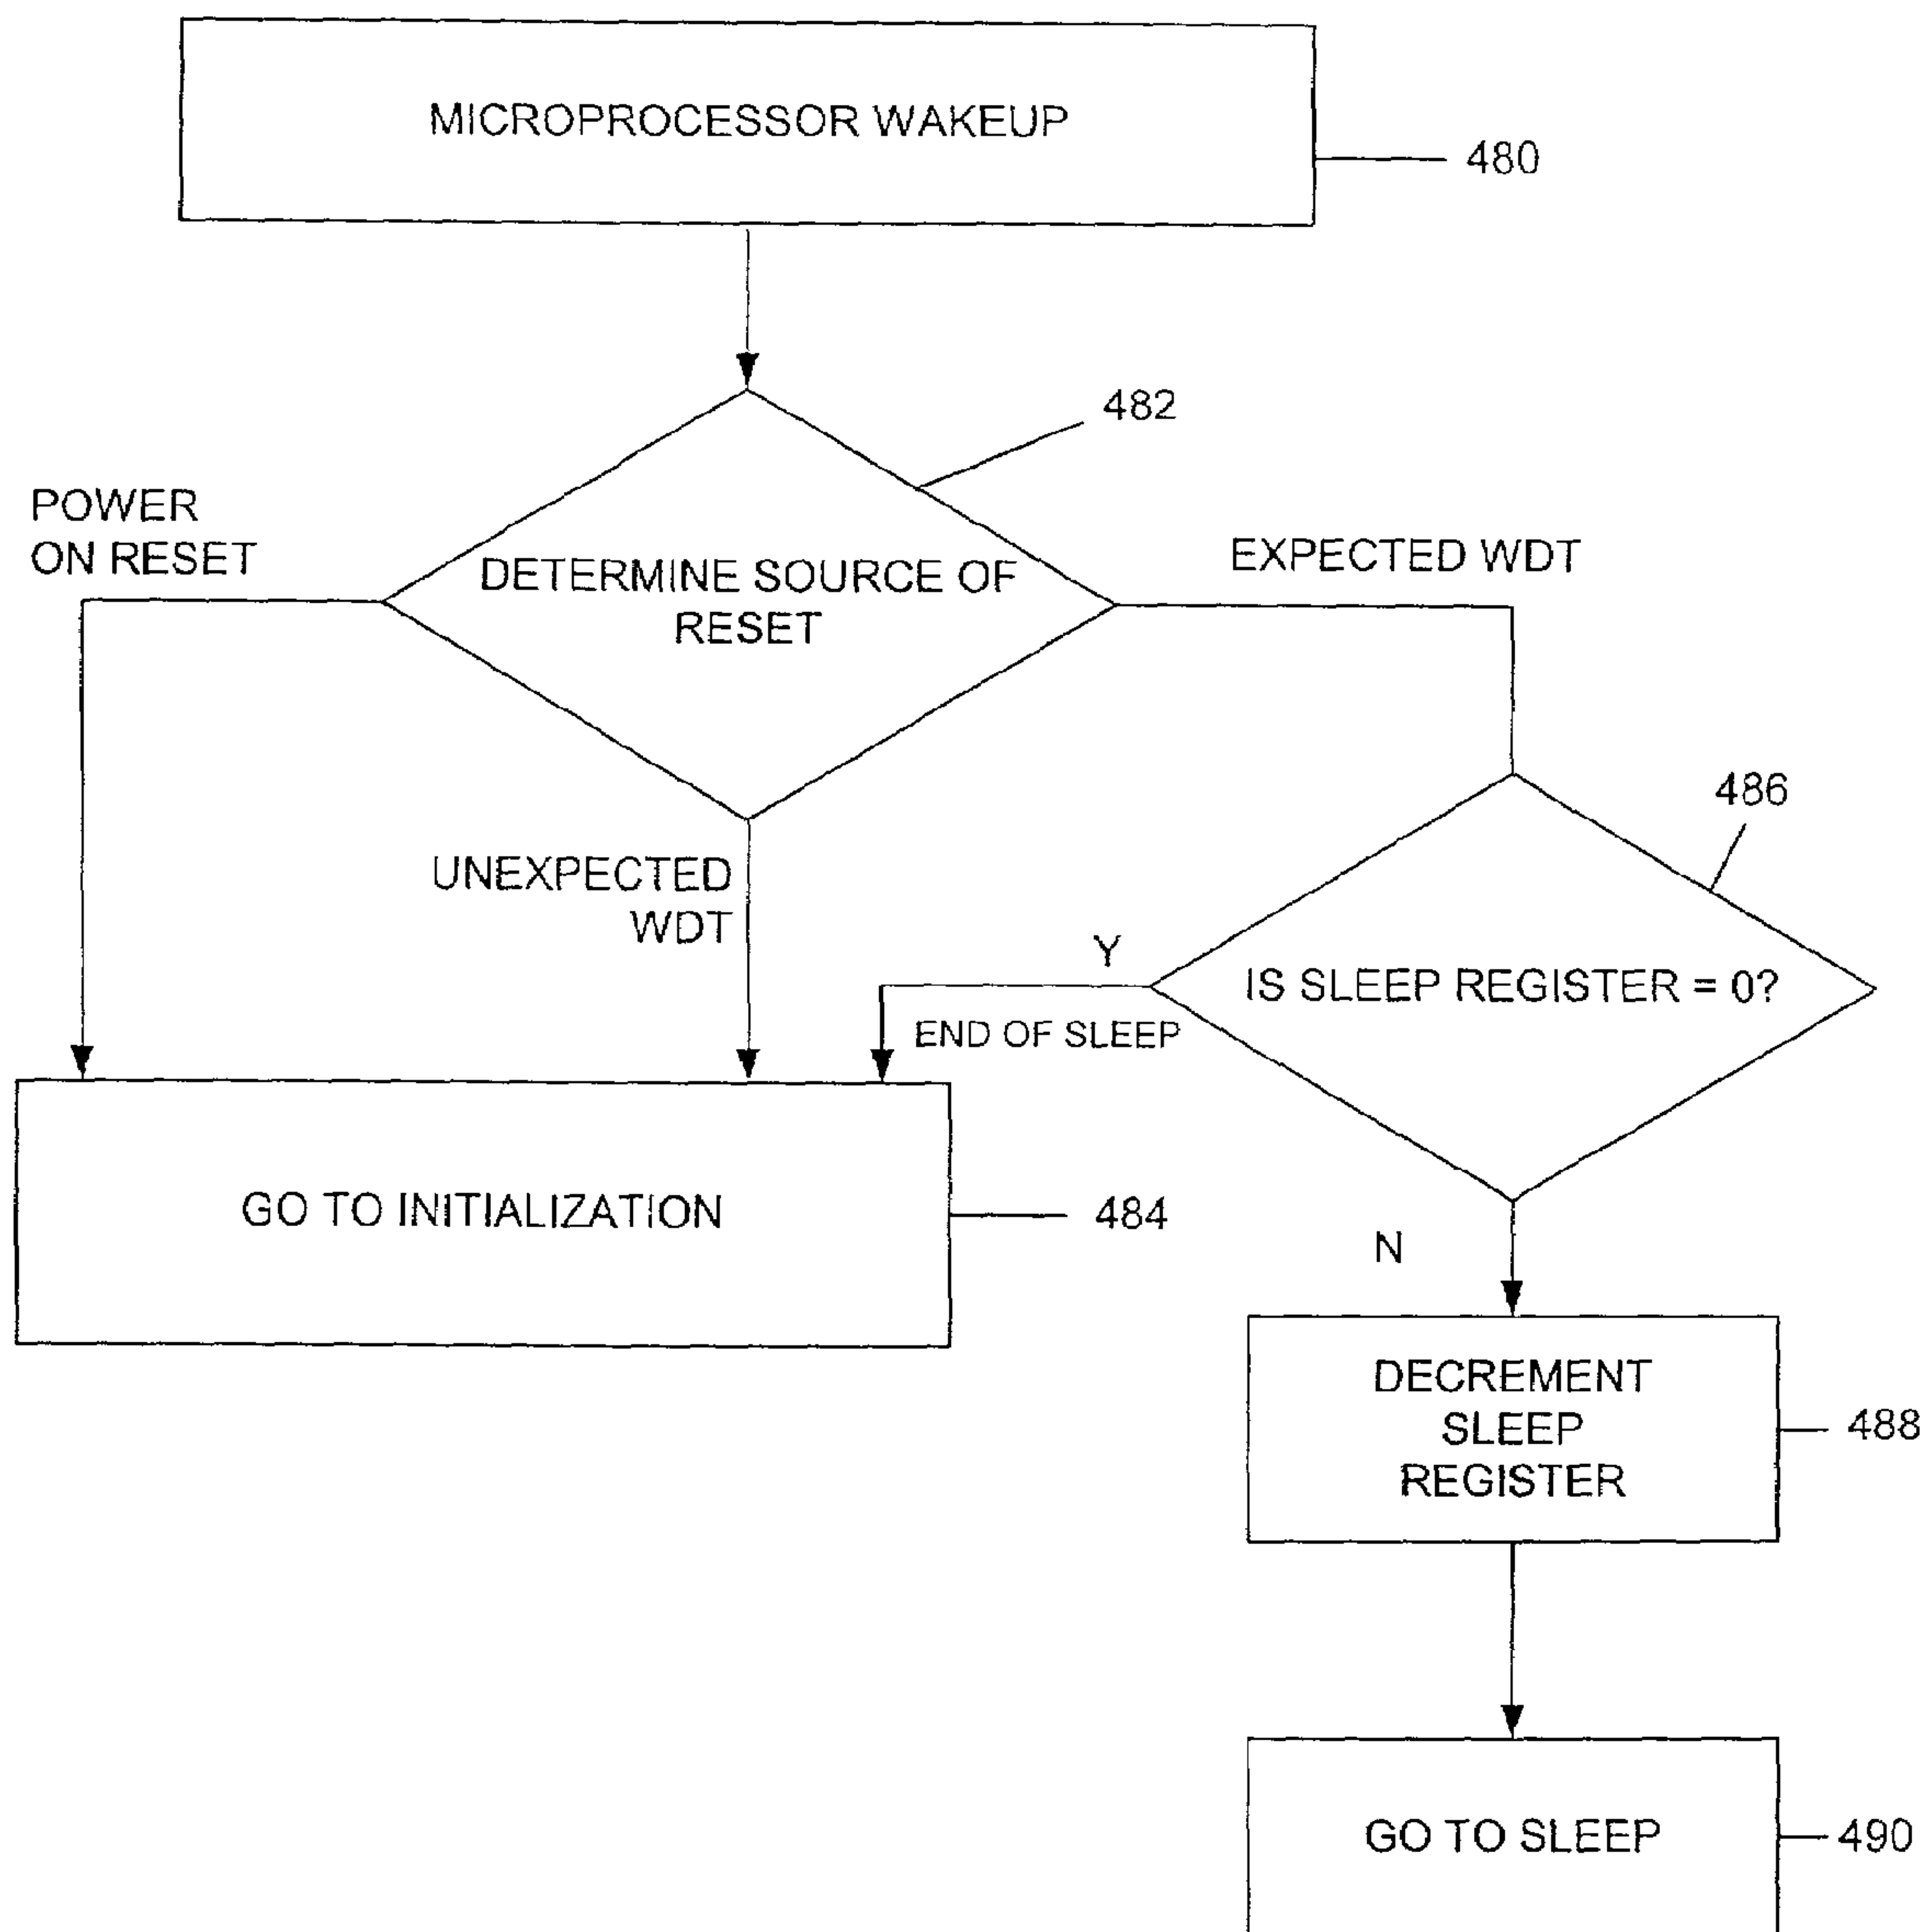 MICROPROCESSOR WAKEUP
480
482
POWER
ON RESET
DETERMINE SOURCE OF
RESET
EXPECTED WDT
486
UNEXPECTED
WDT
Y
IS SLEEP REGISTER = 0?
END OF SLEEP
GO TO INITIALIZATION
484
N
DECREMENT
SLEEP
REGISTER
488
GO TO SLEEP
490